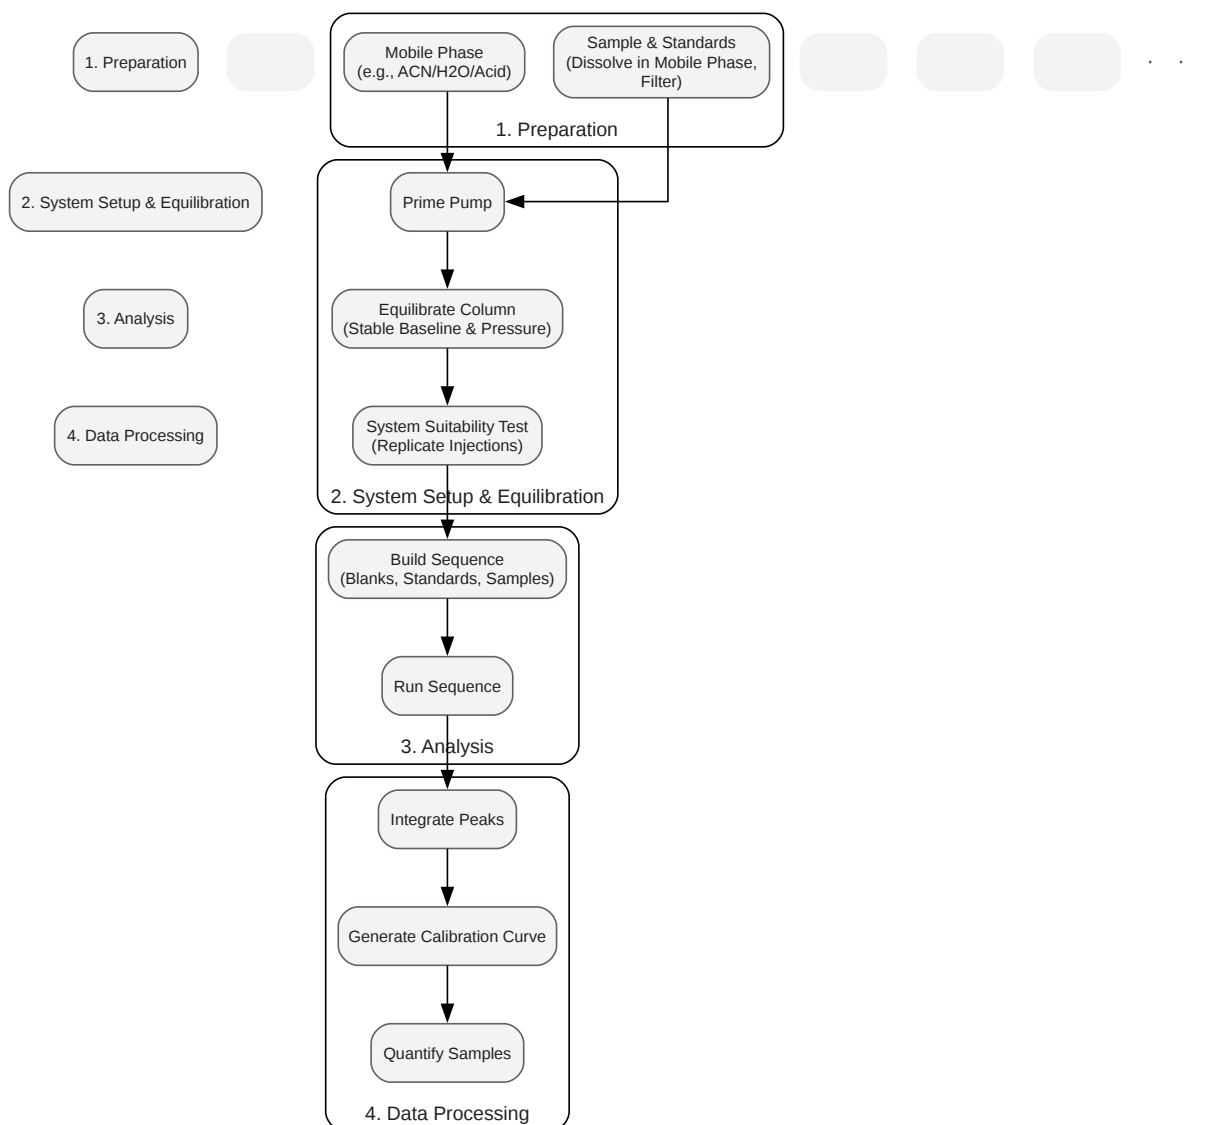 1. Preparation
Mobile Phase
(e.g., ACN/H2O/Acid)
Sample & Standards
(Dissolve in Mobile Phase,
Filter)
1. Preparation
2. System Setup & Equilibration
Prime Pump
3. Analysis
Equilibrate Column
(Stable Baseline & Pressure)
4. Data Processing
System Suitability Test
(Replicate Injections)
2. System Setup & Equilibration
Build Sequence
(Blanks, Standards, Samples)
Run Sequence
3. Analysis
Integrate Peaks
Generate Calibration Curve
Quantify Samples
4. Data Processing